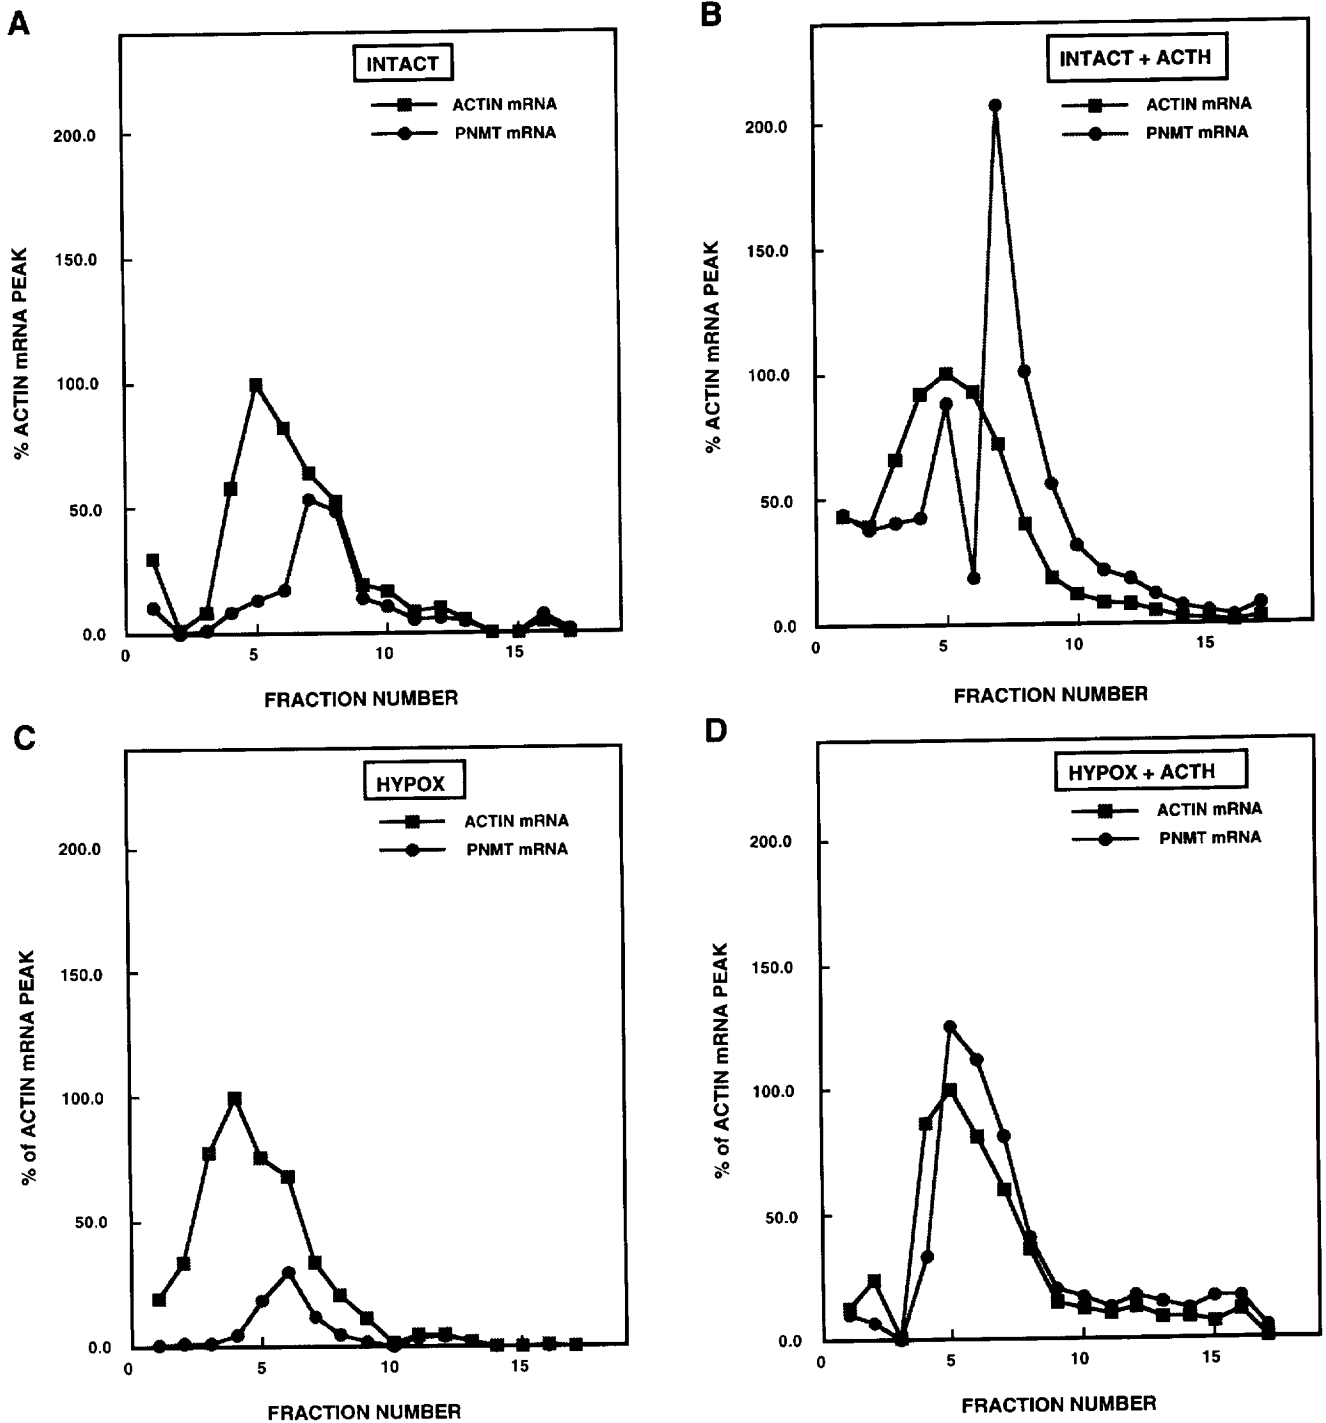 A
INTACT
ACTIN mRNA
PNMT mRNA
200.0
150.0
100.0
50.0
0.0
0
5
10
15
% ACTIN mRNA PEAK
FRACTION NUMBER
B
INTACT + ACTH
ACTIN mRNA
PNMT mRNA
200.0
150.0
100.0
50.0
0.0
0
5
10
15
% ACTIN mRNA PEAK
FRACTION NUMBER
C
HYPOX
ACTIN mRNA
PNMT mRNA
200.0
150.0
100.0
50.0
0.0
0
5
10
15
% of ACTIN mRNA PEAK
FRACTION NUMBER
D
HYPOX + ACTH
ACTIN mRNA
PNMT mRNA
200.0
150.0
100.0
50.0
0.0
0
5
10
15
% of ACTIN mRNA PEAK
FRACTION NUMBER